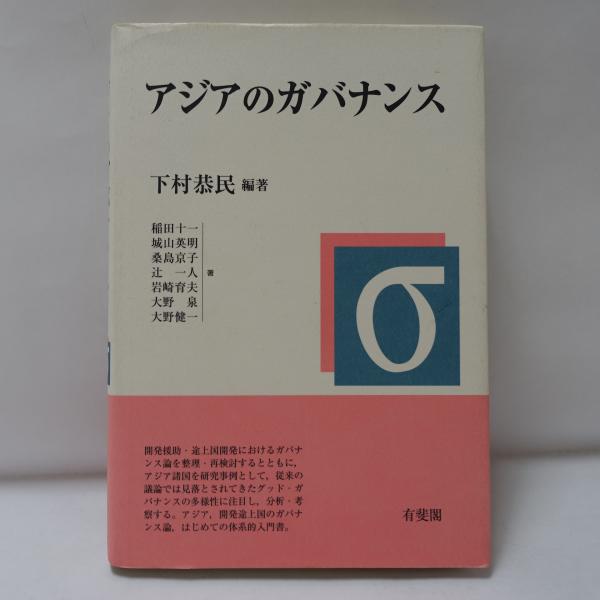 アジアのガバナンス
下村恭民 編著
稲田十一
城山英明
桑島京子
辻 一人
岩崎育夫
大野 泉
大野健一
著
σ
開発援助・途上国開発におけるガバナ
ンス論を整理・再検討するとともに，
アジア諸国を研究事例として，従来の
議論では見落とされてきたグッド・ガ
バナンスの多様性に注目し，分析・考
察する。アジア，開発途上国のガバナ
ンス論，はじめての体系的入門書。
有斐閣